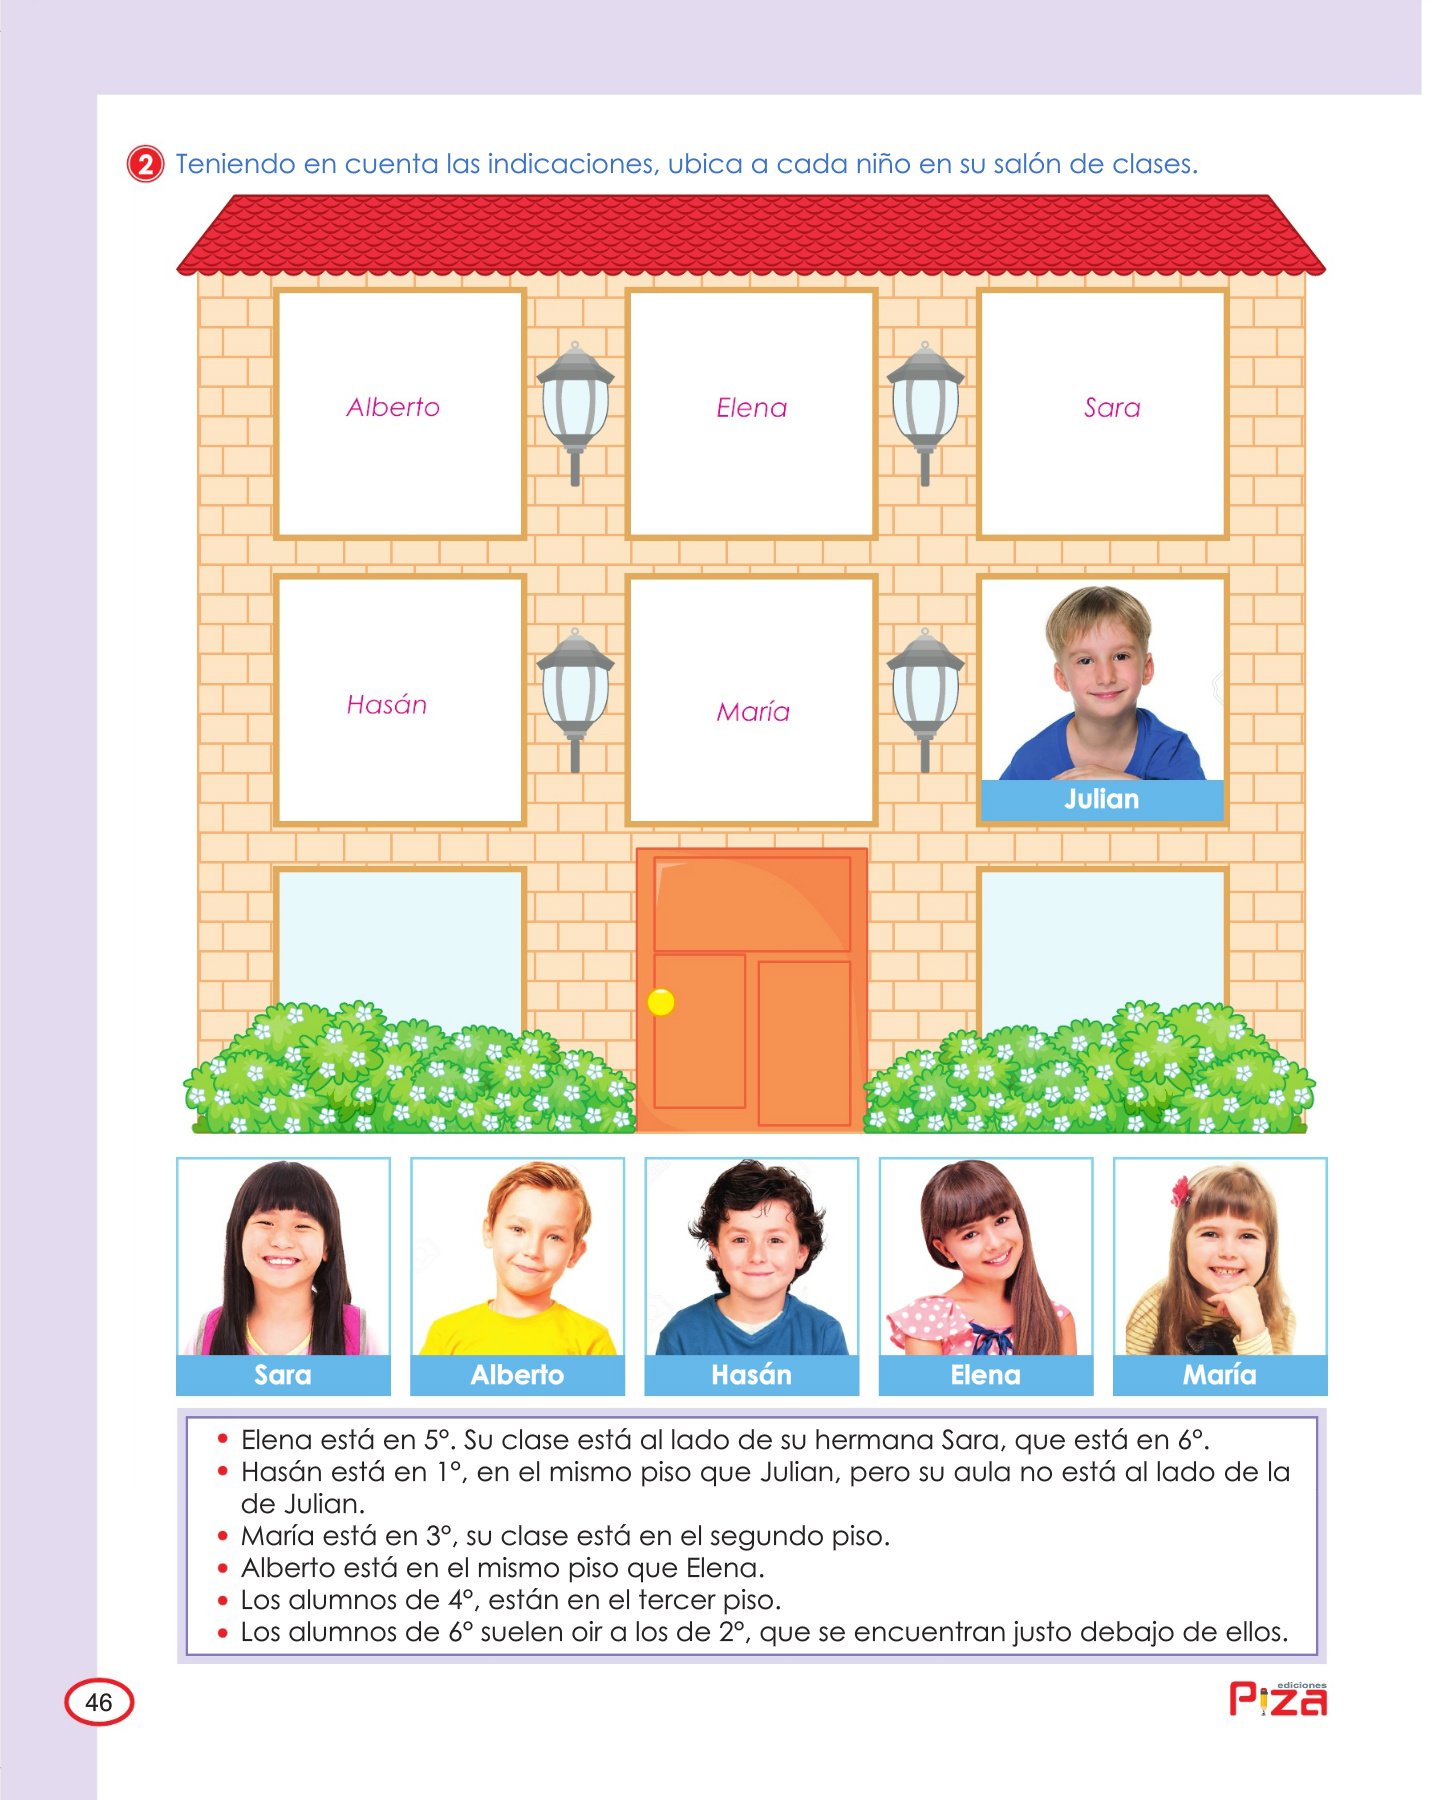 2 Teniendo en cuenta las indicaciones, ubica a cada niño en su salón de clases.
Alberto
Elena
Sara
Hasán
María
Julian
Sara
Alberto
Hasán
Elena
María
• Elena está en 5°. Su clase está al lado de su hermana Sara, que está en 6°.
• Hasán está en 1°, en el mismo piso que Julian, pero su aula no está al lado de la
de Julian.
• María está en 3°, su clase está en el segundo piso.
• Alberto está en el mismo piso que Elena.
• Los alumnos de 4°, están en el tercer piso.
• Los alumnos de 6° suelen oir a los de 2°, que se encuentran justo debajo de ellos.
46
ediciones
Piza